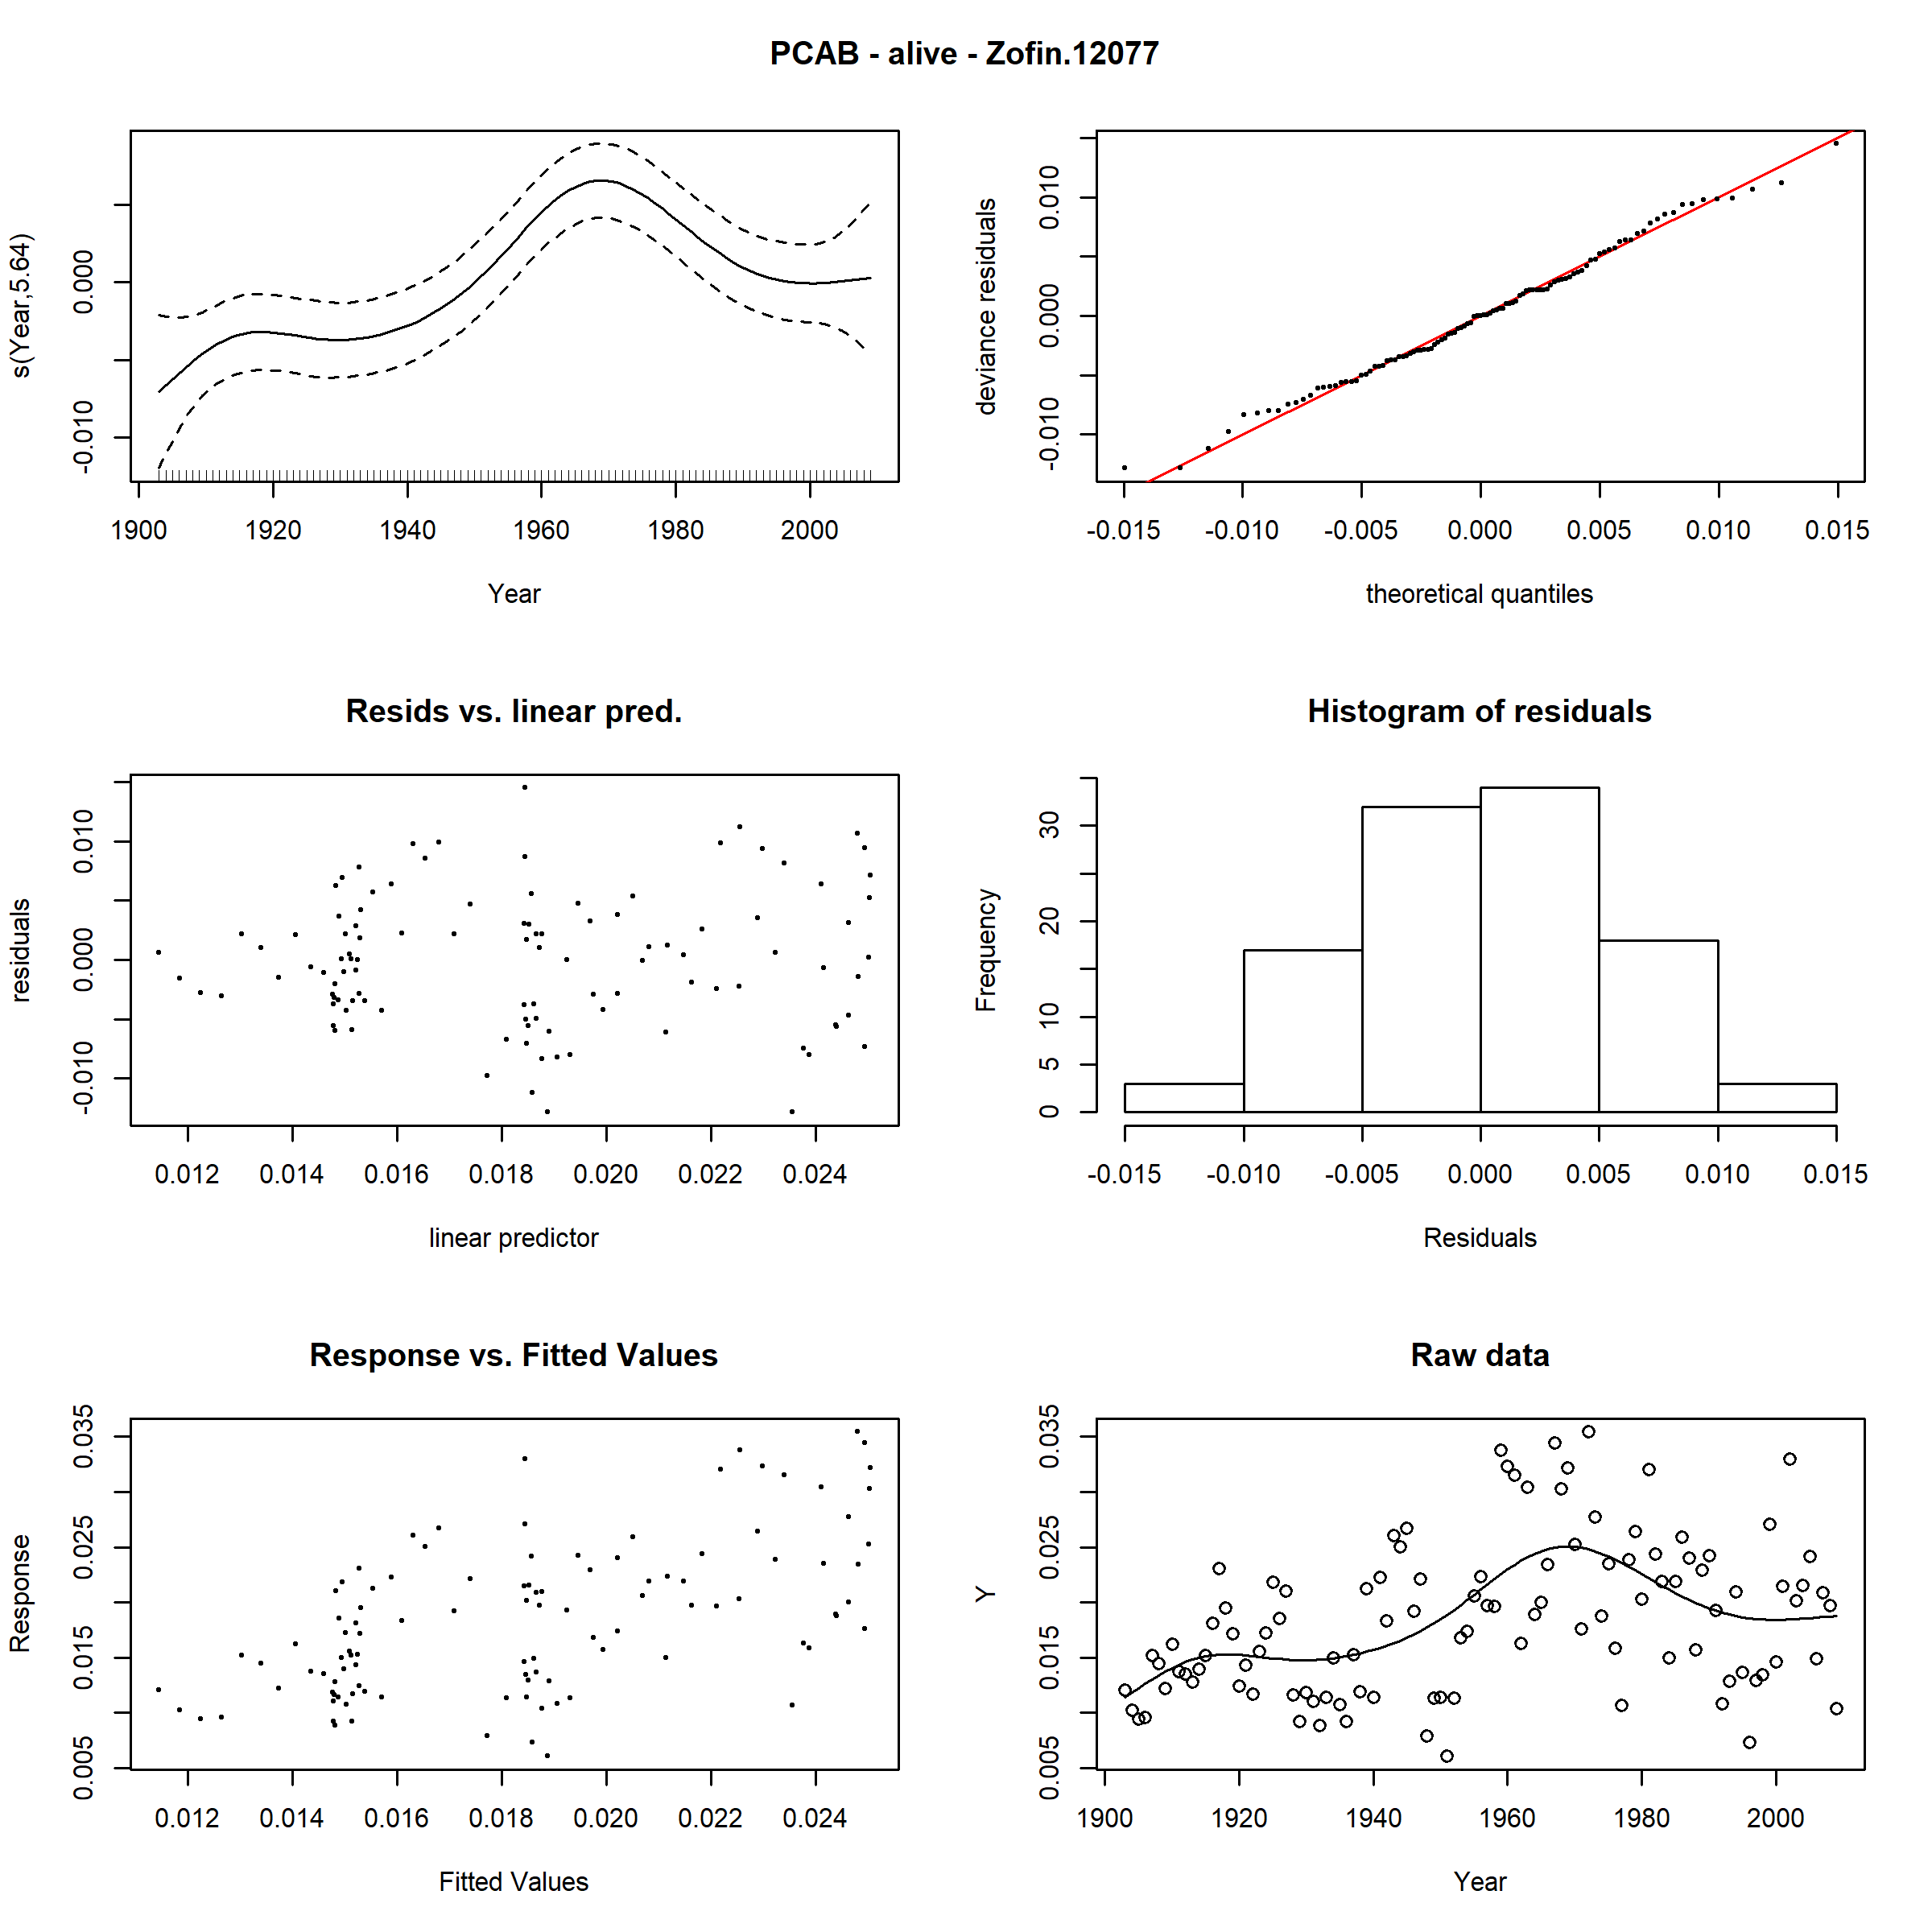 PCAB - alive - Zofin.12077
s(Year,5.64)
-0.010 0.000
1900 1920 1940 1960 1980 2000
Year
deviance residuals
-0.010 0.000 0.010
-0.015 -0.010 -0.005 0.000 0.005 0.010 0.015
theoretical quantiles
Resids vs. linear pred.
residuals
-0.010 0.000 0.010
0.012 0.014 0.016 0.018 0.020 0.022 0.024
linear predictor
Histogram of residuals
Frequency
0 5 10 20 30
-0.015 -0.010 -0.005 0.000 0.005 0.010 0.015
Residuals
Response vs. Fitted Values
Response
0.005 0.015 0.025 0.035
0.012 0.014 0.016 0.018 0.020 0.022 0.024
Fitted Values
Raw data
Y
0.005 0.015 0.025 0.035
1900 1920 1940 1960 1980 2000
Year